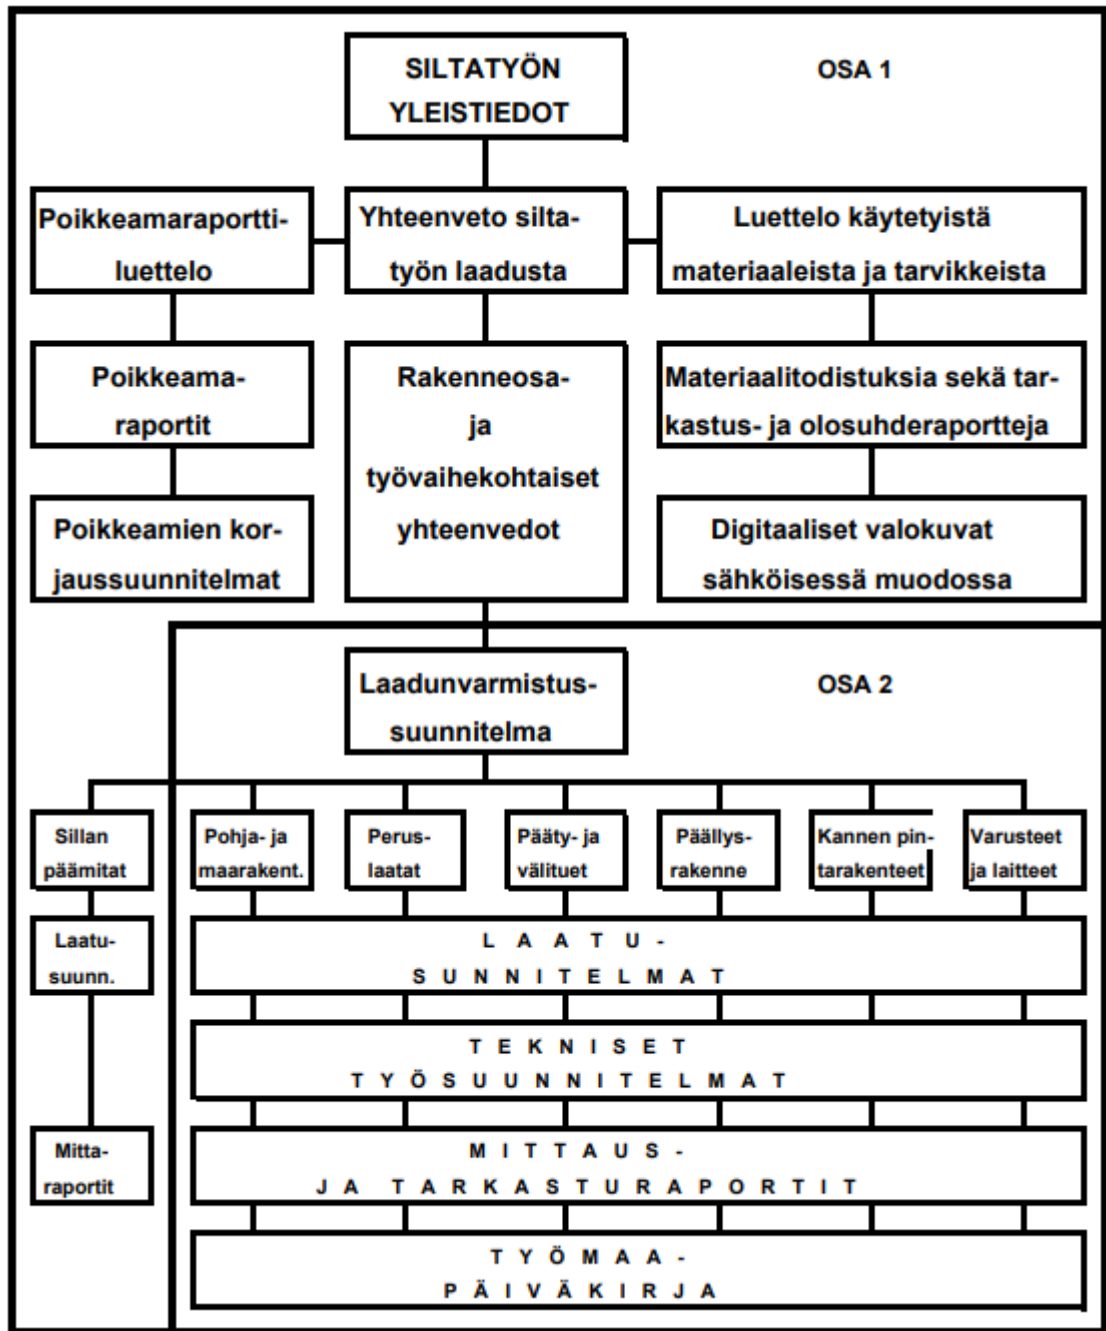 SILTATYÖN
YLEISTIEDOT
OSA 1
Poikkeamaraportti-
luettelo
Yhteenveto silta-
työn laadusta
Luettelo käytetyistä
materiaaleista ja tarvikkeista
Poikkeama-
raportit
Rakenneosa-
ja
työvaihekohtaiset
yhteenvedot
Materiaalitodistuksia sekä tar-
kastus- ja olosuhderaportteja
Poikkeamien kor-
jaussuunnitelmat
Digitaaliset valokuvat
sähköisessä muodossa
Laadunvarmistus-
suunnitelma
OSA 2
Sillan
päämitat
Pohja- ja
maarakent.
Perus-
laatat
Pääty- ja
välituet
Päällys-
rakenne
Kannen pin-
tarakenteet
Varusteet
ja laitteet
Laatu-
suunn.
L A A T U -
S U N N I T E L M A T
T E K N I S E T
T Y Ö S U U N N I T E L M A T
Mitta-
raportit
M I T T A U S -
J A T A R K A S T U R A P O R T I T
T Y Ö M A A -
P Ä I V Ä K I R J A